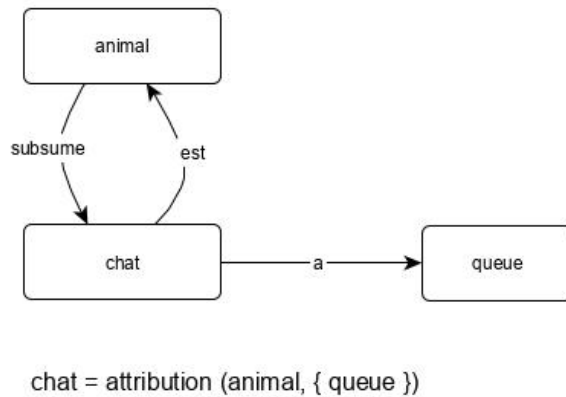 animal
subsume
est
chat
a
queue
chat = attribution (animal, { queue })